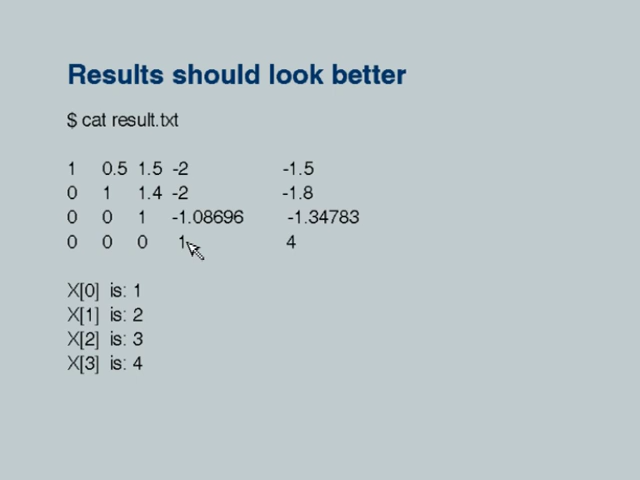 Results should look better
$ cat result.txt
1 0.5 1.5 -2 -1.5
0 1 1.4 -2 -1.8
0 0 1 -1.08696 -1.34783
0 0 0 1 4
X[0] is: 1
X[1] is: 2
X[2] is: 3
X[3] is: 4